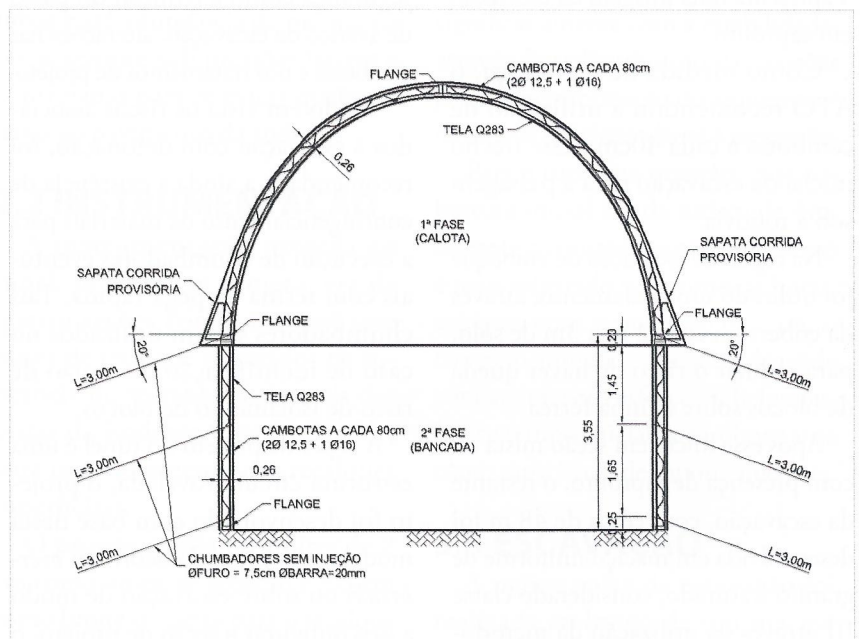 FLANGE
CAMBOTAS A CADA 80cm
(2Ø 12,5 + 1 Ø16)
TELA Q283
0,26
1ª FASE
(CALOTA)
SAPATA CORRIDA
PROVISÓRIA
SAPATA CORRIDA
PROVISÓRIA
FLANGE
FLANGE
20°
20°
0,20
L=3,00m
L=3,00m
TELA Q283
1,45
3,55
CAMBOTAS A CADA 80cm
(2Ø 12,5 + 1 Ø16)
2ª FASE
(BANCADA)
L=3,00m
L=3,00m
0,26
1,65
FLANGE
0,25
L=3,00m
L=3,00m
CHUMBADORES SEM INJEÇÃO
ØFURO = 7,5cm ØBARRA=20mm